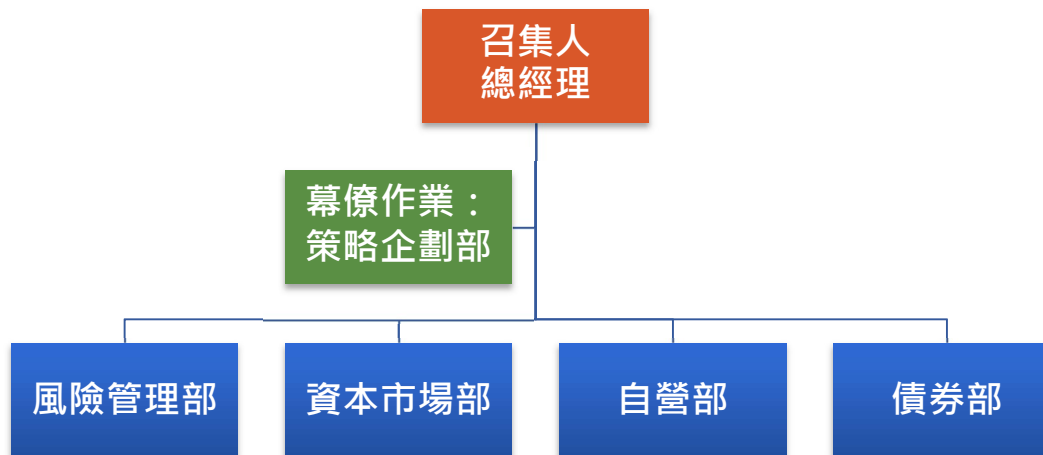 召集人
總經理
幕僚作業：
策略企劃部
風險管理部
資本市場部
自營部
債券部